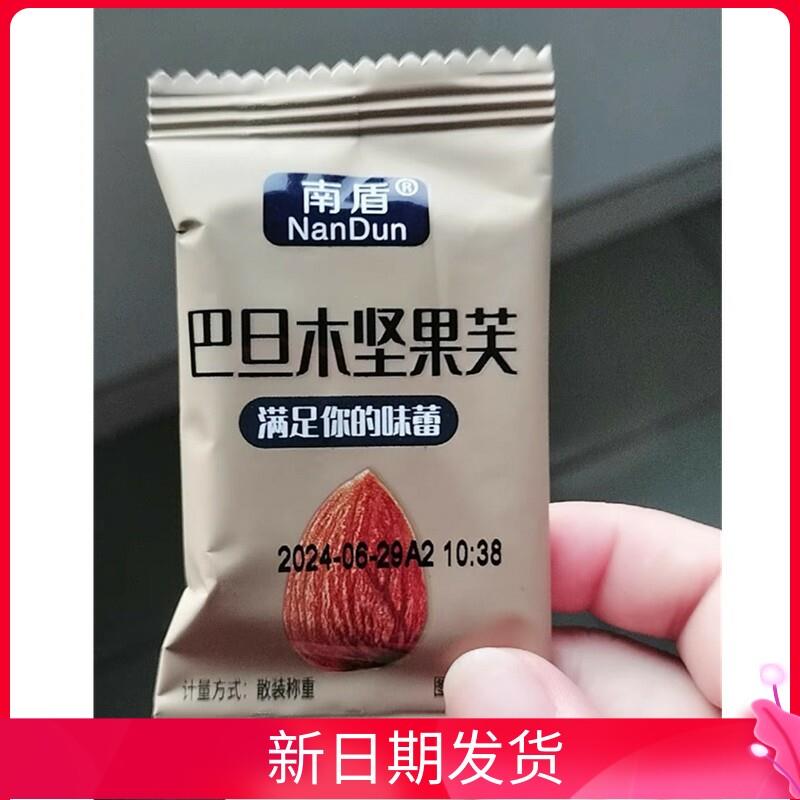 南盾®
NanDun
巴旦木坚果芙
满足你的味蕾
2024-06-29A2 10:38
计量方式：散装称重
图
新日期发货